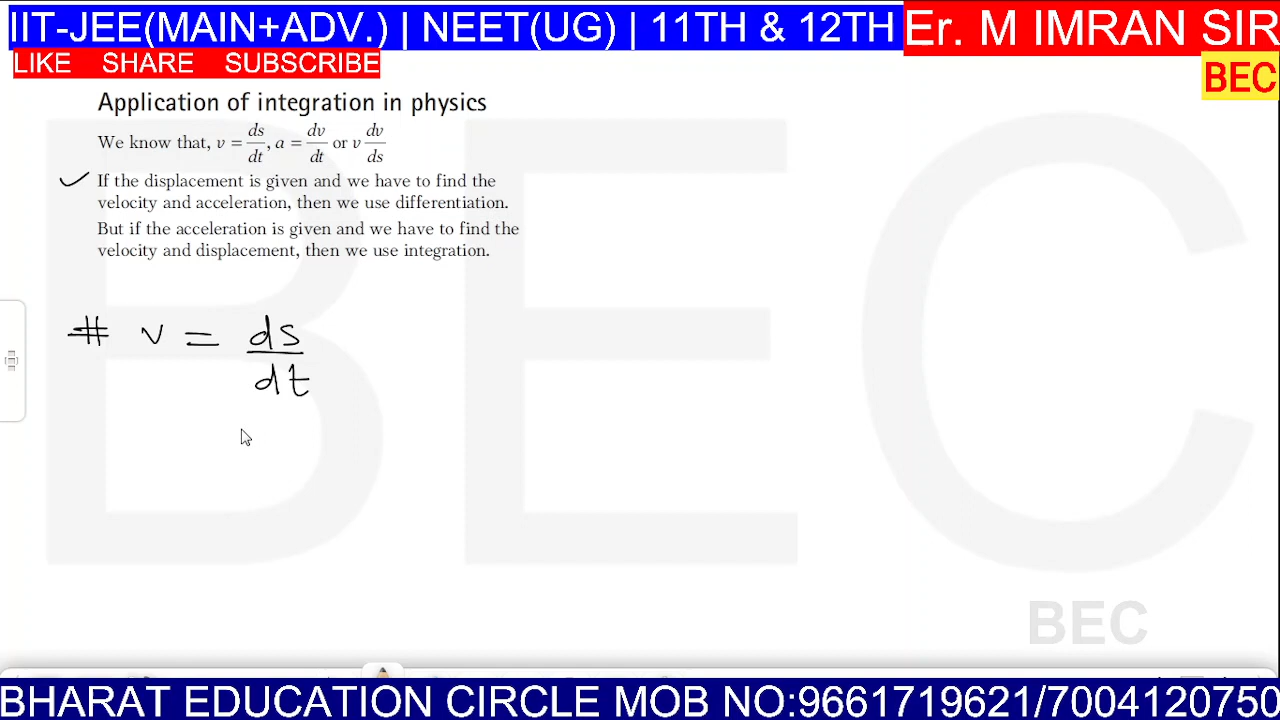 IIT-JEE(MAIN+ADV.) | NEET(UG) | 11TH & 12TH Er. M IMRAN SIR
LIKE SHARE SUBSCRIBE
BEC
Application of integration in physics
We know that, v = ds/dt, a = dv/dt or v dv/ds
If the displacement is given and we have to find the
velocity and acceleration, then we use differentiation.
But if the acceleration is given and we have to find the
velocity and displacement, then we use integration.
# v = ds/dt
BEC
BEC
BHARAT EDUCATION CIRCLE MOB NO:9661719621/7004120750